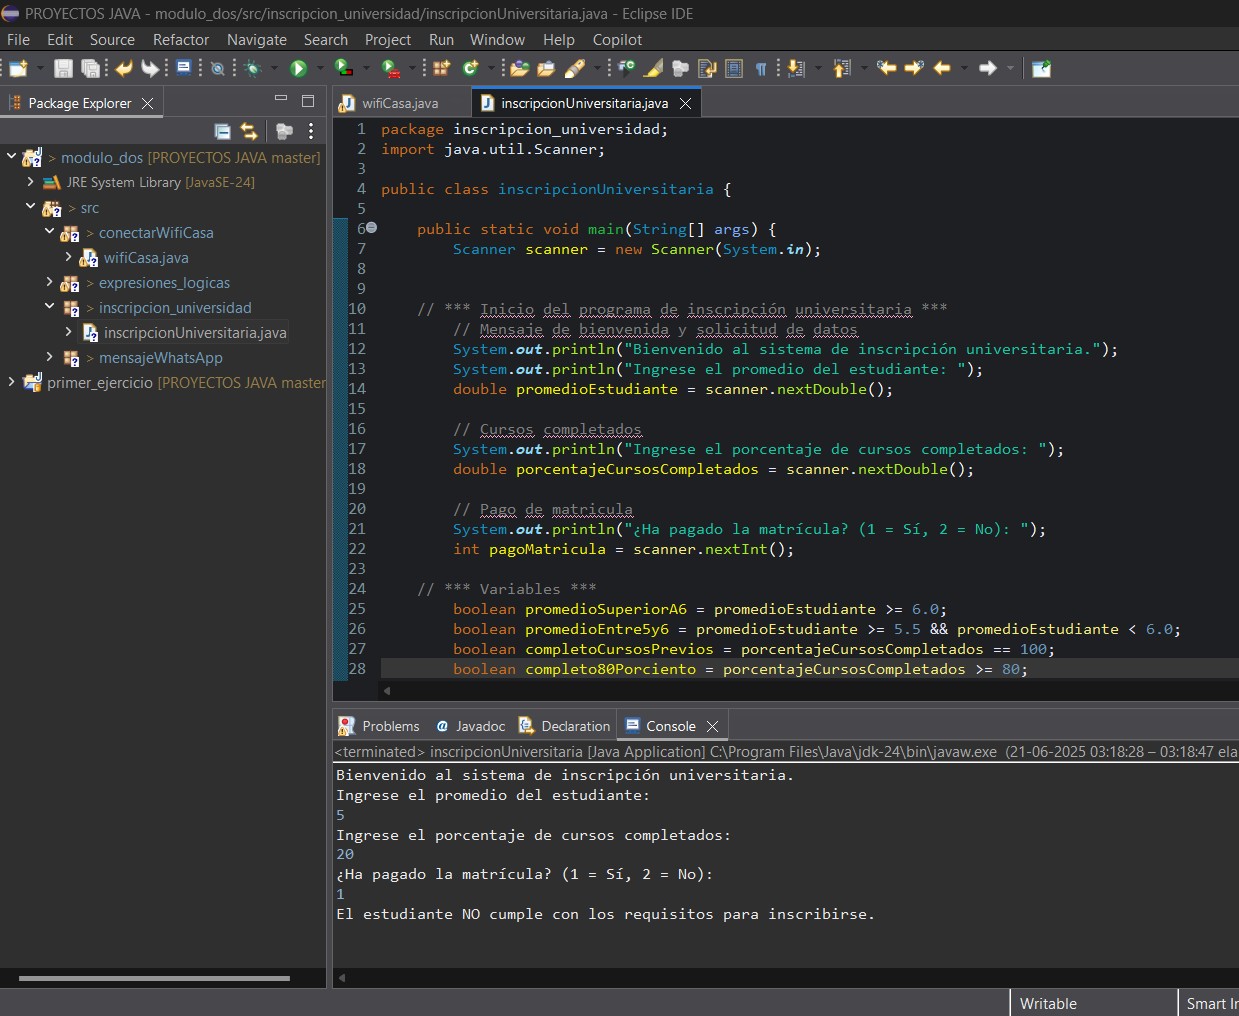 PROYECTOS JAVA - modulo_dos/src/inscripcion_universidad/inscripcionUniversitaria.java - Eclipse IDE
File Edit Source Refactor Navigate Search Project Run Window Help Copilot
Package Explorer
> modulo_dos [PROYECTOS JAVA master]
JRE System Library [JavaSE-24]
> src
> conectarWifiCasa
> wifiCasa.java
> expresiones_logicas
> inscripcion_universidad
> inscripcionUniversitaria.java
> mensajeWhatsApp
primer_ejercicio [PROYECTOS JAVA master
wifiCasa.java inscripcionUniversitaria.java
1 package inscripcion_universidad;
2 import java.util.Scanner;
3
4 public class inscripcionUniversitaria {
5
6 public static void main(String[] args) {
7 Scanner scanner = new Scanner(System.in);
8
9
10 // *** Inicio del programa de inscripción universitaria ***
11 // Mensaje de bienvenida y solicitud de datos
12 System.out.println("Bienvenido al sistema de inscripción universitaria.");
13 System.out.println("Ingrese el promedio del estudiante: ");
14 double promedioEstudiante = scanner.nextDouble();
15
16 // Cursos completados
17 System.out.println("Ingrese el porcentaje de cursos completados: ");
18 double porcentajeCursosCompletados = scanner.nextDouble();
19
20 // Pago de matricula
21 System.out.println("¿Ha pagado la matrícula? (1 = Sí, 2 = No): ");
22 int pagoMatricula = scanner.nextInt();
23
24 // *** Variables ***
25 boolean promedioSuperiorA6 = promedioEstudiante >= 6.0;
26 boolean promedioEntre5y6 = promedioEstudiante >= 5.5 && promedioEstudiante < 6.0;
27 boolean completoCursosPrevios = porcentajeCursosCompletados == 100;
28 boolean completo80Porciento = porcentajeCursosCompletados >= 80;
Problems Javadoc Declaration Console
<terminated> inscripcionUniversitaria [Java Application] C:\Program Files\Java\jdk-24\bin\javaw.exe (21-06-2025 03:18:28 – 03:18:47 ela
Bienvenido al sistema de inscripción universitaria.
Ingrese el promedio del estudiante:
5
Ingrese el porcentaje de cursos completados:
20
¿Ha pagado la matrícula? (1 = Sí, 2 = No):
1
El estudiante NO cumple con los requisitos para inscribirse.
Writable Smart In